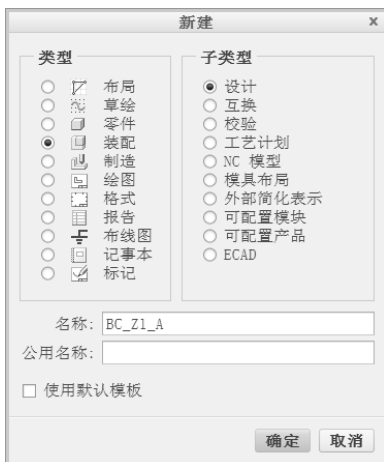 新建
x
类型
布局
草绘
零件
装配
制造
绘图
格式
报告
布线图
记事本
标记
子类型
设计
互换
校验
工艺计划
NC 模型
模具布局
外部简化表示
可配置模块
可配置产品
ECAD
名称: BC_Z1_A
公用名称:
使用默认模板
确定 取消